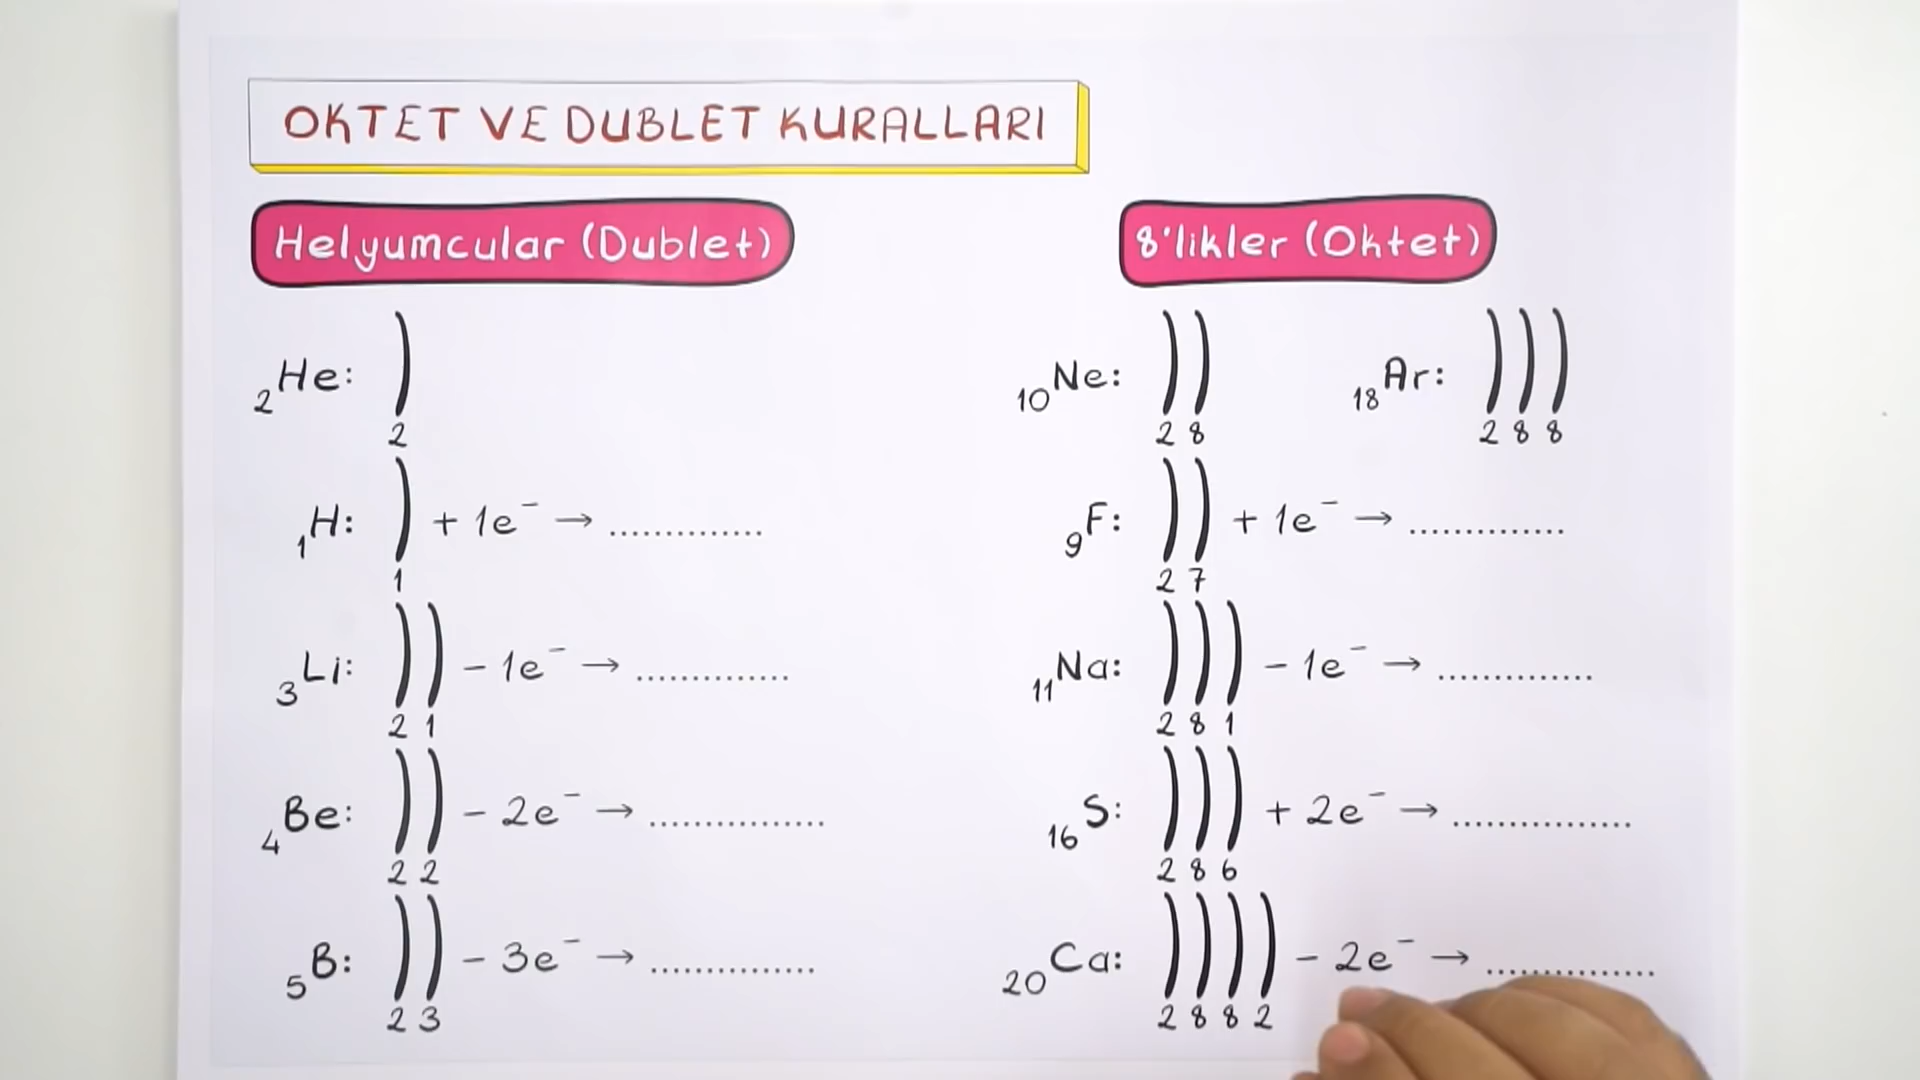 OKTET VE DUBLET KURALLARI
Helyumcular (Dublet)
₂He: )
2
₁H: ) + 1e⁻ → ..............
1
₃Li: )) - 1e⁻ → ..............
2 1
₄Be: )) - 2e⁻ → ................
2 2
₅B: )) - 3e⁻ → ...............
2 3
8'likler (Oktet)
₁₀Ne: )) ₁₈Ar: )))
2 8 2 8 8
₉F: )) + 1e⁻ → ..............
2 7
₁₁Na: ))) - 1e⁻ → ..............
2 8 1
₁₆S: ))) + 2e⁻ → ................
2 8 6
₂₀Ca: )))) - 2e⁻ → ...............
2 8 8 2